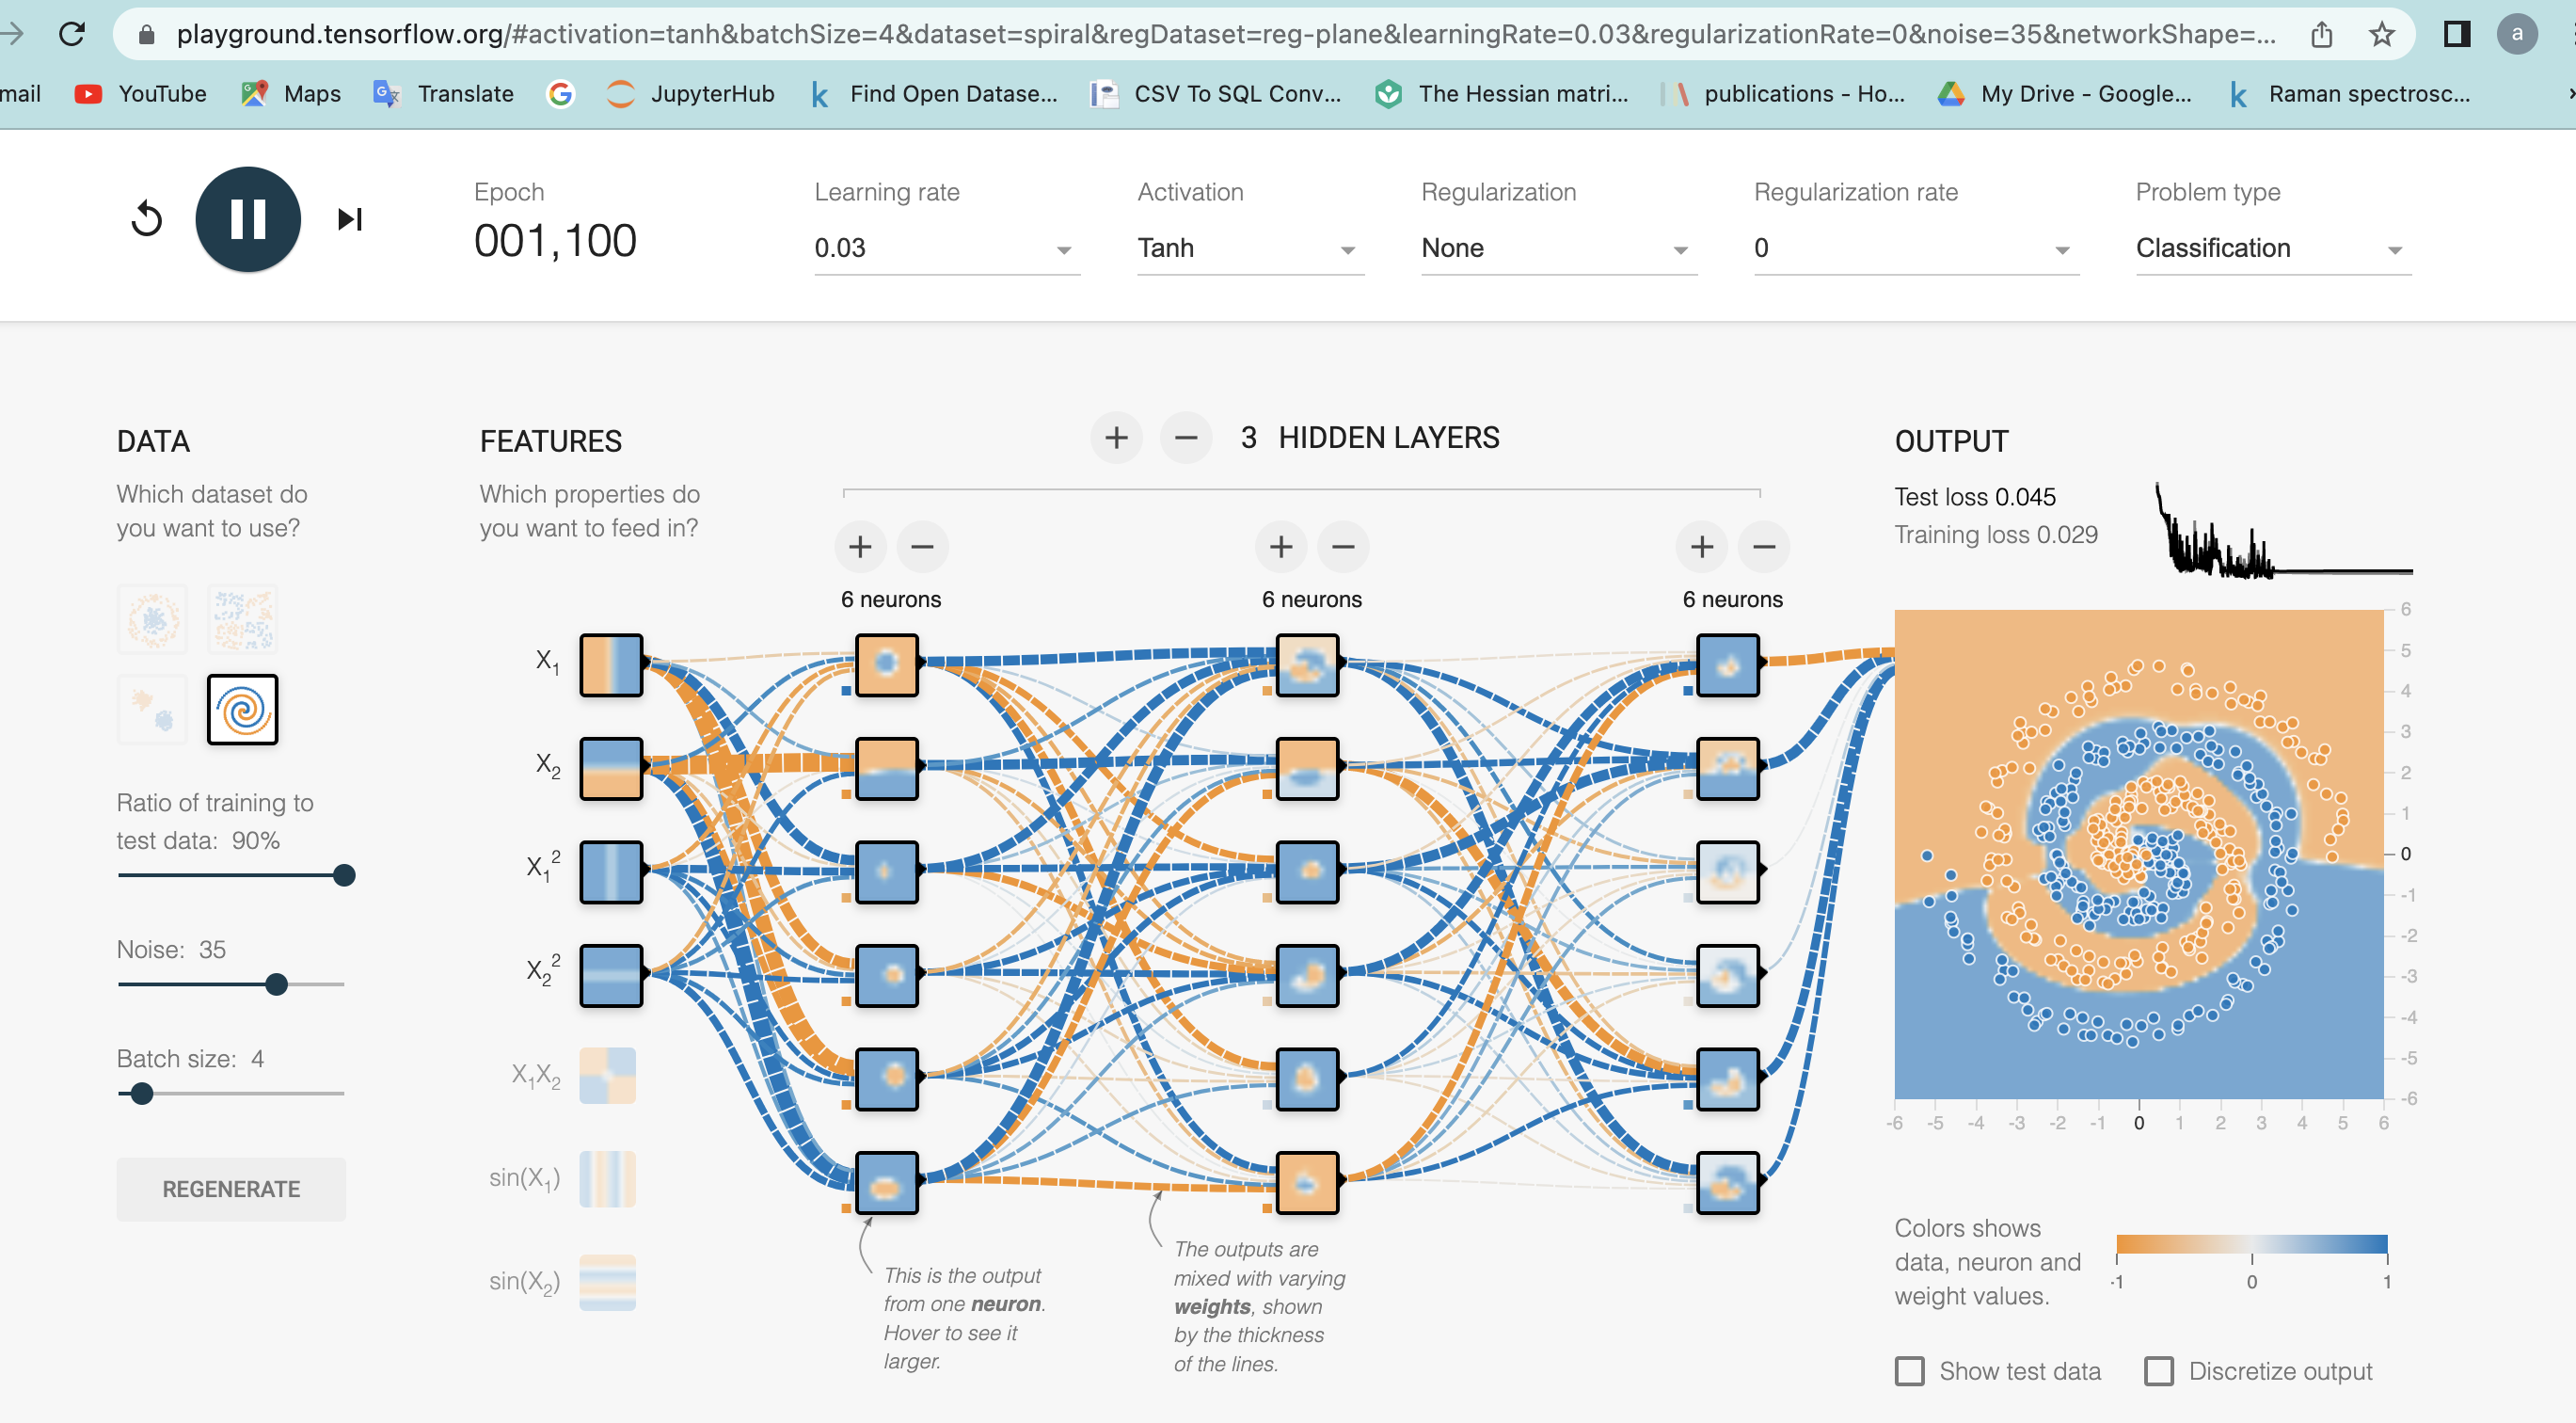 playground.tensorflow.org/#activation=tanh&batchSize=4&dataset=spiral&regDataset=reg-plane&learningRate=0.03&regularizationRate=0&noise=35&networkShape=...
a
mail YouTube Maps Translate JupyterHub Find Open Datase... CSV To SQL Conv... The Hessian matri... publications - Ho... My Drive - Google... Raman spectrosc...
Epoch Learning rate Activation Regularization Regularization rate Problem type
001,100 0.03 Tanh None 0 Classification
DATA
Which dataset do
you want to use?
Ratio of training to
test data: 90%
Noise: 35
Batch size: 4
REGENERATE
FEATURES
Which properties do
you want to feed in?
X1
X2
X1²
X2²
X1X2
sin(X1)
sin(X2)
+ − 3 HIDDEN LAYERS
+ − + − + −
6 neurons 6 neurons 6 neurons
This is the output
from one neuron.
Hover to see it
larger.
The outputs are
mixed with varying
weights, shown
by the thickness
of the lines.
OUTPUT
Test loss 0.045
Training loss 0.029
6
5
4
3
2
1
0
-1
-2
-3
-4
-5
-6
-6 -5 -4 -3 -2 -1 0 1 2 3 4 5 6
Colors shows
data, neuron and
weight values.
-1 0 1
Show test data Discretize output